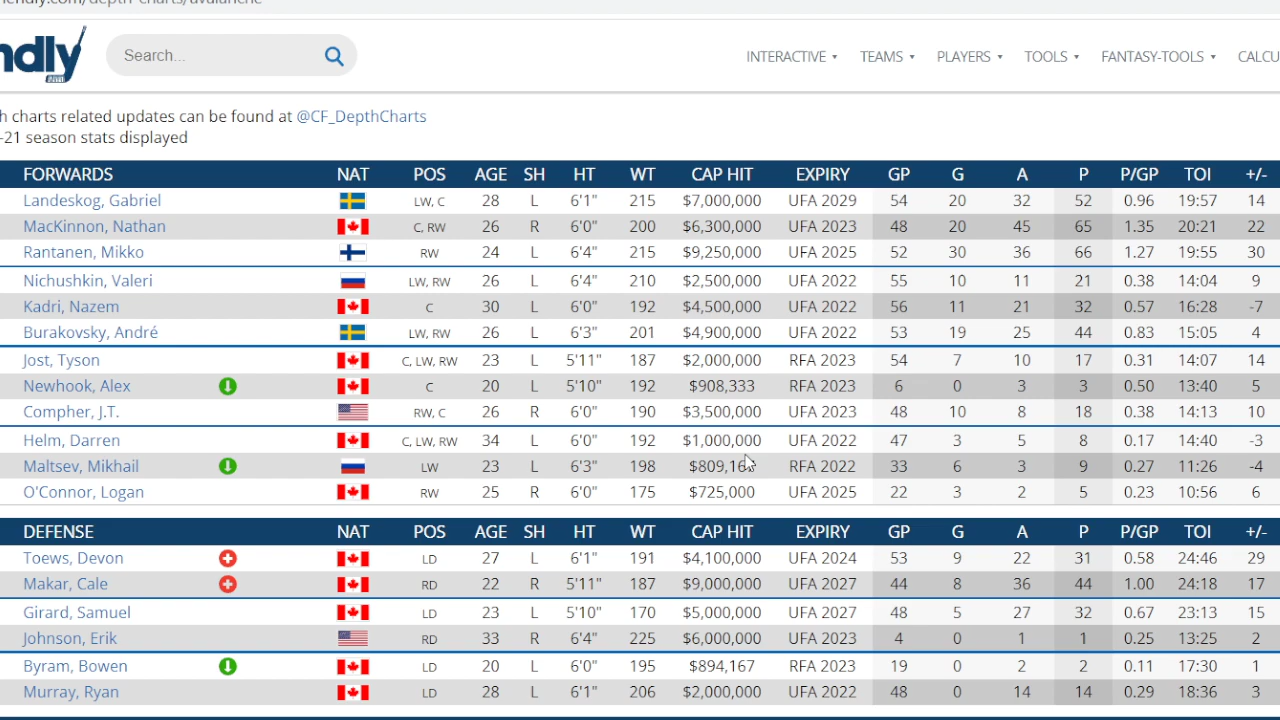 endly.com/depth-charts/avalanche
ndly
Search...
INTERACTIVE TEAMS PLAYERS TOOLS FANTASY-TOOLS CALCU
h charts related updates can be found at @CF_DepthCharts
-21 season stats displayed
FORWARDS NAT POS AGE SH HT WT CAP HIT EXPIRY GP G A P P/GP TOI +/-
Landeskog, Gabriel LW, C 28 L 6'1" 215 $7,000,000 UFA 2029 54 20 32 52 0.96 19:57 14
MacKinnon, Nathan C, RW 26 R 6'0" 200 $6,300,000 UFA 2023 48 20 45 65 1.35 20:21 22
Rantanen, Mikko RW 24 L 6'4" 215 $9,250,000 UFA 2025 52 30 36 66 1.27 19:55 30
Nichushkin, Valeri LW, RW 26 L 6'4" 210 $2,500,000 UFA 2022 55 10 11 21 0.38 14:04 9
Kadri, Nazem C 30 L 6'0" 192 $4,500,000 UFA 2022 56 11 21 32 0.57 16:28 -7
Burakovsky, André LW, RW 26 L 6'3" 201 $4,900,000 UFA 2022 53 19 25 44 0.83 15:05 4
Jost, Tyson C, LW, RW 23 L 5'11" 187 $2,000,000 RFA 2023 54 7 10 17 0.31 14:07 14
Newhook, Alex C 20 L 5'10" 192 $908,333 RFA 2023 6 0 3 3 0.50 13:40 5
Compher, J.T. RW, C 26 R 6'0" 190 $3,500,000 UFA 2023 48 10 8 18 0.38 14:13 10
Helm, Darren C, LW, RW 34 L 6'0" 192 $1,000,000 UFA 2022 47 3 5 8 0.17 14:40 -3
Maltsev, Mikhail LW 23 L 6'3" 198 RFA 2022 33 6 3 9 0.27 11:26 -4
O'Connor, Logan RW 25 R 6'0" 175 $725,000 UFA 2025 22 3 2 5 0.23 10:56 6
DEFENSE NAT POS AGE SH HT WT CAP HIT EXPIRY GP G A P P/GP TOI +/-
Toews, Devon LD 27 L 6'1" 191 $4,100,000 UFA 2024 53 9 22 31 0.58 24:46 29
Makar, Cale RD 22 R 5'11" 187 $9,000,000 UFA 2027 44 8 36 44 1.00 24:18 17
Girard, Samuel LD 23 L 5'10" 170 $5,000,000 UFA 2027 48 5 27 32 0.67 23:13 15
Johnson, Erik RD 33 R 6'4" 225 $6,000,000 UFA 2023 4 0 1 1 0.25 13:25 2
Byram, Bowen LD 20 L 6'0" 195 $894,167 RFA 2023 19 0 2 2 0.11 17:30 1
Murray, Ryan LD 28 L 6'1" 206 $2,000,000 UFA 2022 48 0 14 14 0.29 18:36 3